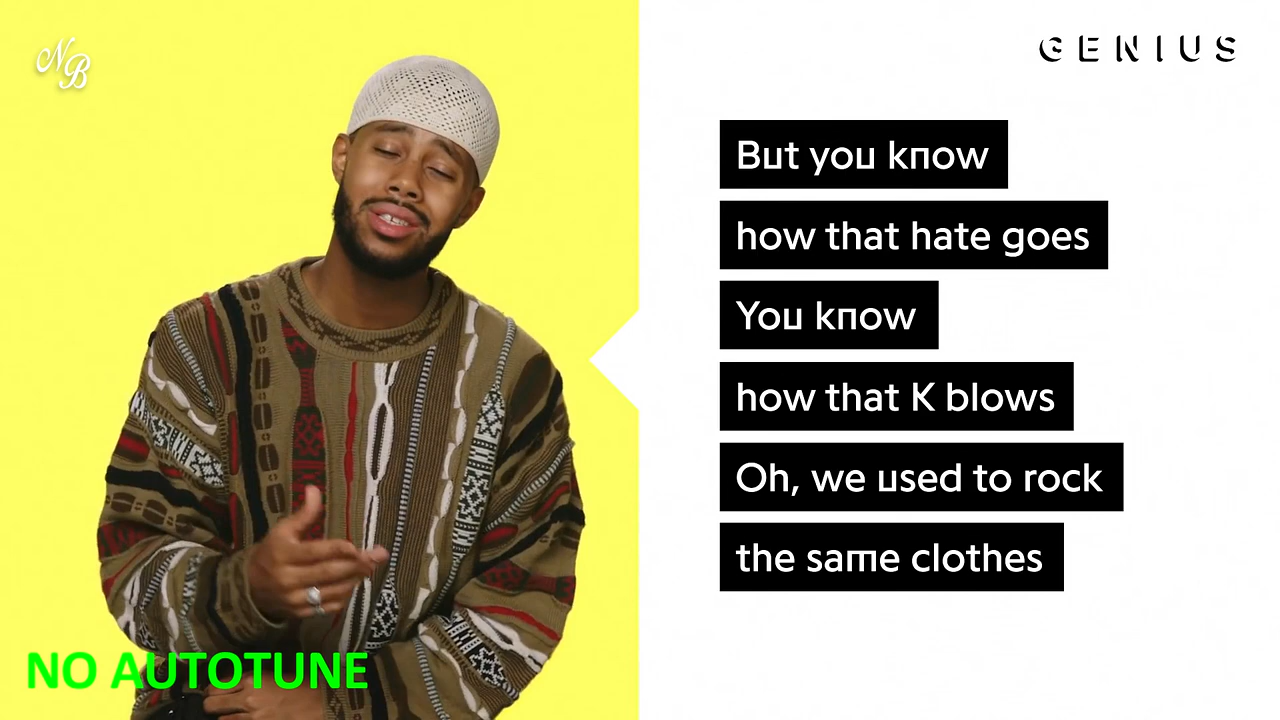 NB
GENIUS
But you know
how that hate goes
You know
how that K blows
Oh, we used to rock
the same clothes
NO AUTOTUNE